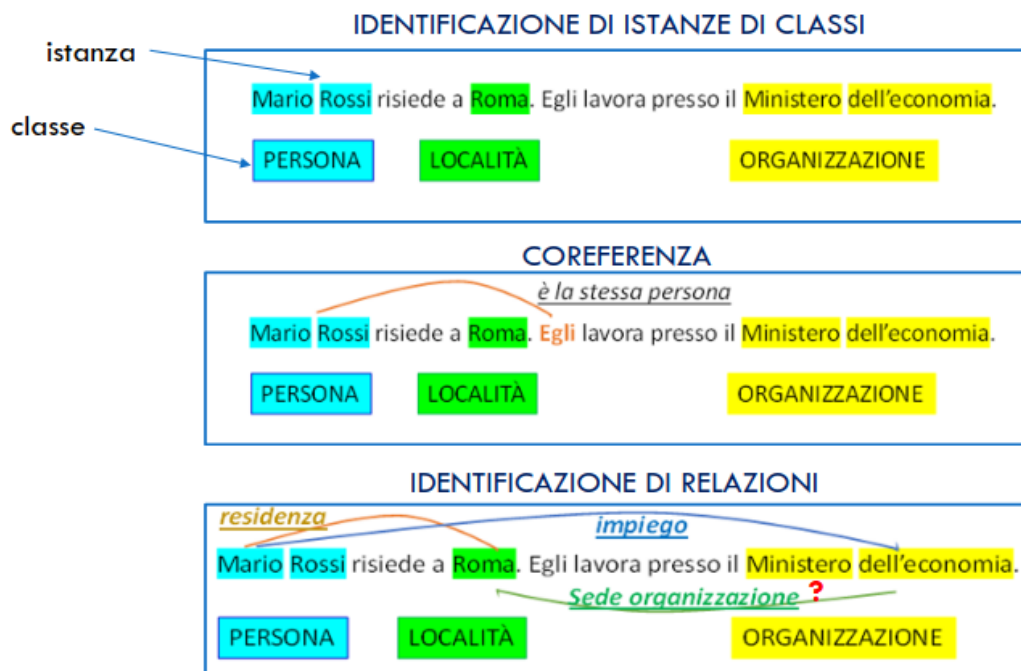 IDENTIFICAZIONE DI ISTANZE DI CLASSI
istanza
Mario Rossi risiede a Roma. Egli lavora presso il Ministero dell'economia.
classe
PERSONA LOCALITÀ ORGANIZZAZIONE
COREFERENZA
è la stessa persona
Mario Rossi risiede a Roma. Egli lavora presso il Ministero dell'economia.
PERSONA LOCALITÀ ORGANIZZAZIONE
IDENTIFICAZIONE DI RELAZIONI
residenza impiego
Mario Rossi risiede a Roma. Egli lavora presso il Ministero dell'economia.
Sede organizzazione ?
PERSONA LOCALITÀ ORGANIZZAZIONE